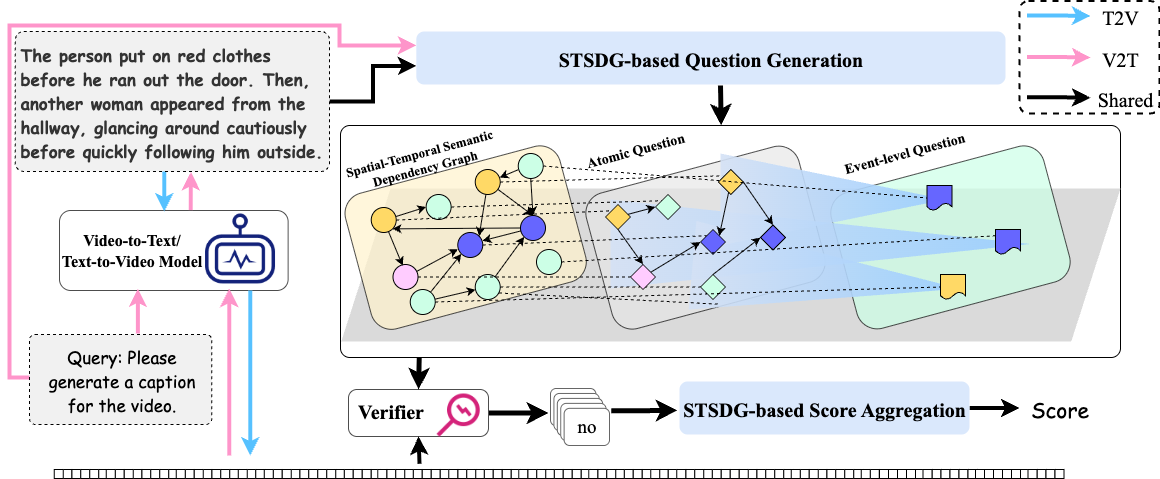 The person put on red clothes
before he ran out the door. Then,
another woman appeared from the
hallway, glancing around cautiously
before quickly following him outside.
STSDG-based Question Generation
T2V
V2T
Shared
Spatial-Temporal Semantic
Dependency Graph
Atomic Question
Event-level Question
Video-to-Text/
Text-to-Video Model
Query: Please
generate a caption
for the video.
Verifier
no
STSDG-based Score Aggregation
Score